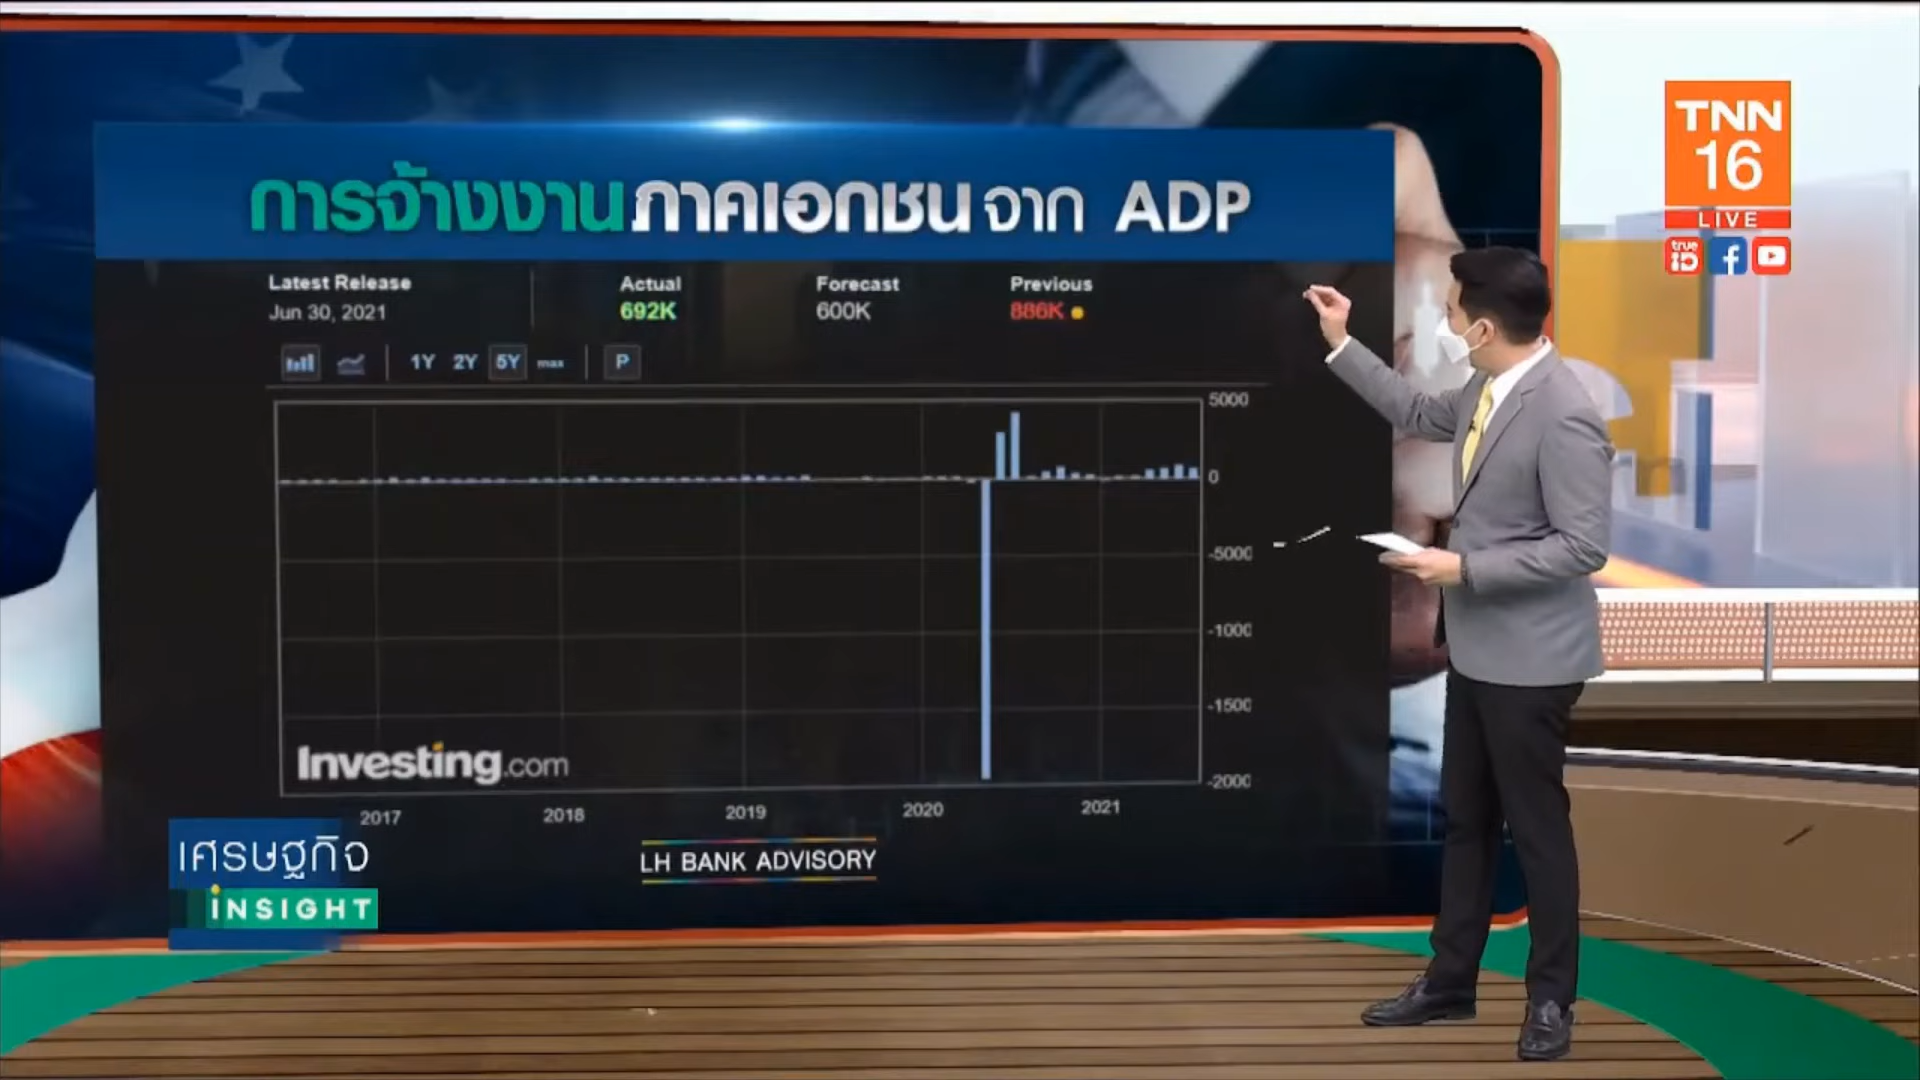 การจ้างงานภาคเอกชนจาก ADP
TNN
16
LIVE
true
iD
Latest Release
Actual
Forecast
Previous
Jun 30, 2021
692K
600K
886K
1Y 2Y 5Y max P
5000
0
-5000
-1000
-1500
-2000
Investing.com
2017 2018 2019 2020 2021
LH BANK ADVISORY
เศรษฐกิจ
INSIGHT